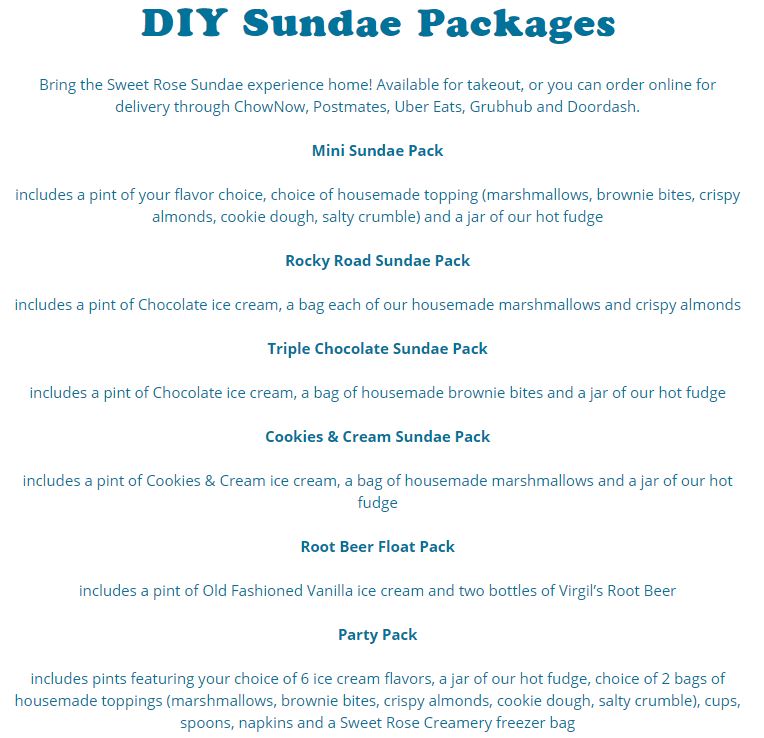 DIY Sundae Packages
Bring the Sweet Rose Sundae experience home! Available for takeout, or you can order online for
delivery through ChowNow, Postmates, Uber Eats, Grubhub and Doordash.
Mini Sundae Pack
includes a pint of your flavor choice, choice of housemade topping (marshmallows, brownie bites, crispy
almonds, cookie dough, salty crumble) and a jar of our hot fudge
Rocky Road Sundae Pack
includes a pint of Chocolate ice cream, a bag each of our housemade marshmallows and crispy almonds
Triple Chocolate Sundae Pack
includes a pint of Chocolate ice cream, a bag of housemade brownie bites and a jar of our hot fudge
Cookies & Cream Sundae Pack
includes a pint of Cookies & Cream ice cream, a bag of housemade marshmallows and a jar of our hot
fudge
Root Beer Float Pack
includes a pint of Old Fashioned Vanilla ice cream and two bottles of Virgil’s Root Beer
Party Pack
includes pints featuring your choice of 6 ice cream flavors, a jar of our hot fudge, choice of 2 bags of
housemade toppings (marshmallows, brownie bites, crispy almonds, cookie dough, salty crumble), cups,
spoons, napkins and a Sweet Rose Creamery freezer bag